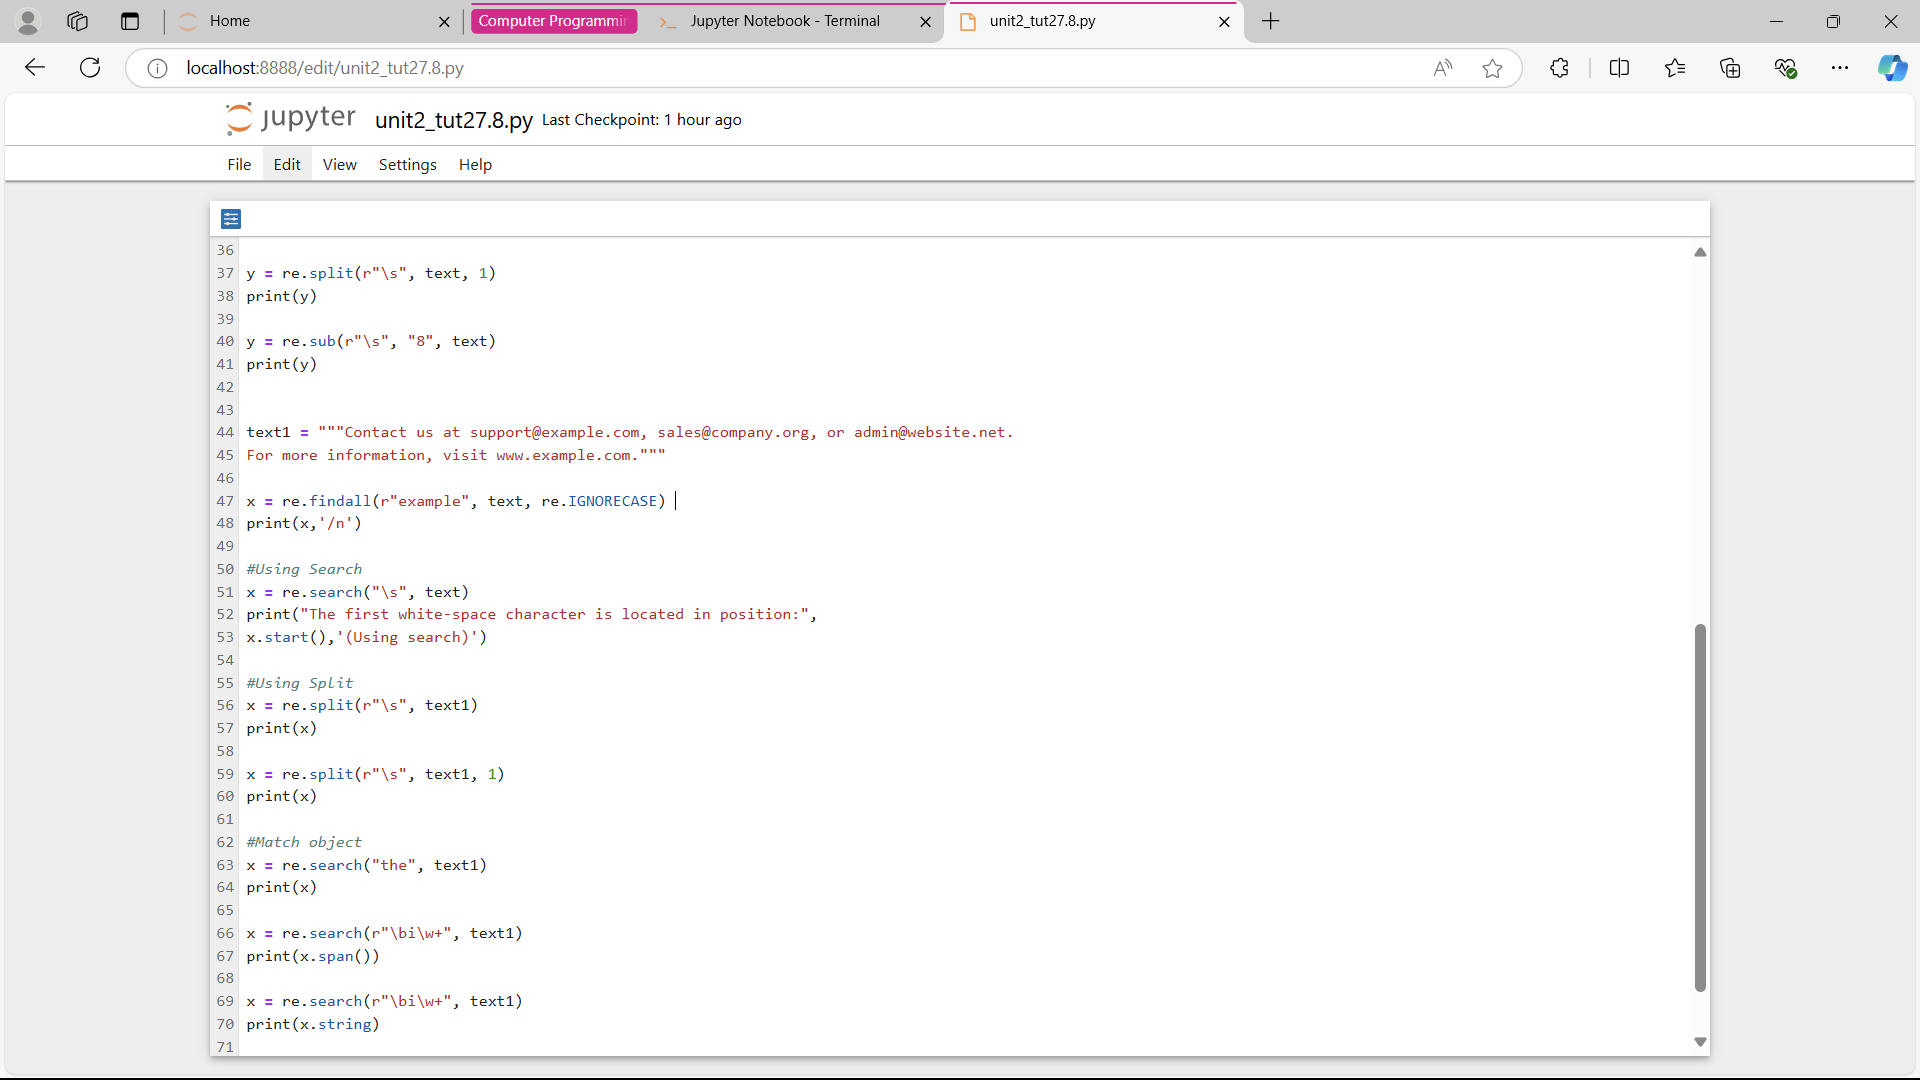 Home
Computer Programmi
Jupyter Notebook - Terminal
unit2_tut27.8.py
localhost:8888/edit/unit2_tut27.8.py
jupyter unit2_tut27.8.py Last Checkpoint: 1 hour ago
File Edit View Settings Help
36
37 y = re.split(r"\s", text, 1)
38 print(y)
39
40 y = re.sub(r"\s", "8", text)
41 print(y)
42
43
44 text1 = """Contact us at support@example.com, sales@company.org, or admin@website.net.
45 For more information, visit www.example.com."""
46
47 x = re.findall(r"example", text, re.IGNORECASE)
48 print(x,'/n')
49
50 #Using Search
51 x = re.search("\s", text)
52 print("The first white-space character is located in position:",
53 x.start(),'(Using search)')
54
55 #Using Split
56 x = re.split(r"\s", text1)
57 print(x)
58
59 x = re.split(r"\s", text1, 1)
60 print(x)
61
62 #Match object
63 x = re.search("the", text1)
64 print(x)
65
66 x = re.search(r"\bi\w+", text1)
67 print(x.span())
68
69 x = re.search(r"\bi\w+", text1)
70 print(x.string)
71